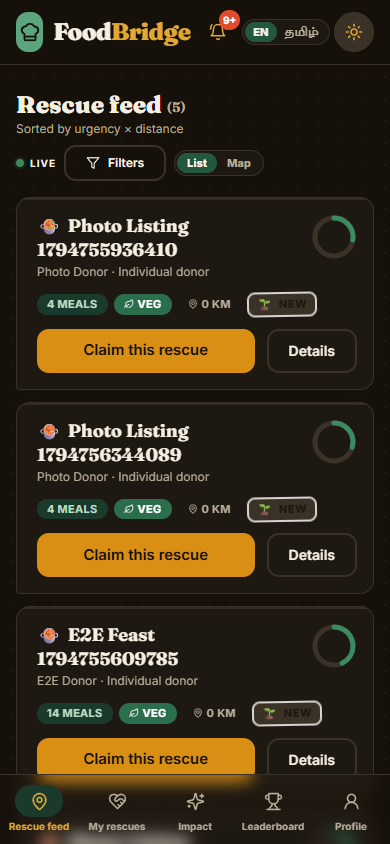 FoodBridge
9+
EN தமிழ்
Rescue feed (5)
Sorted by urgency × distance
LIVE Filters List Map
Photo Listing
1794755936410
Photo Donor · Individual donor
4 MEALS VEG 0 KM NEW
Claim this rescue Details
Photo Listing
1794756344089
Photo Donor · Individual donor
4 MEALS VEG 0 KM NEW
Claim this rescue Details
E2E Feast
1794755609785
E2E Donor · Individual donor
14 MEALS VEG 0 KM NEW
Claim this rescue Details
Rescue feed My rescues Impact Leaderboard Profile